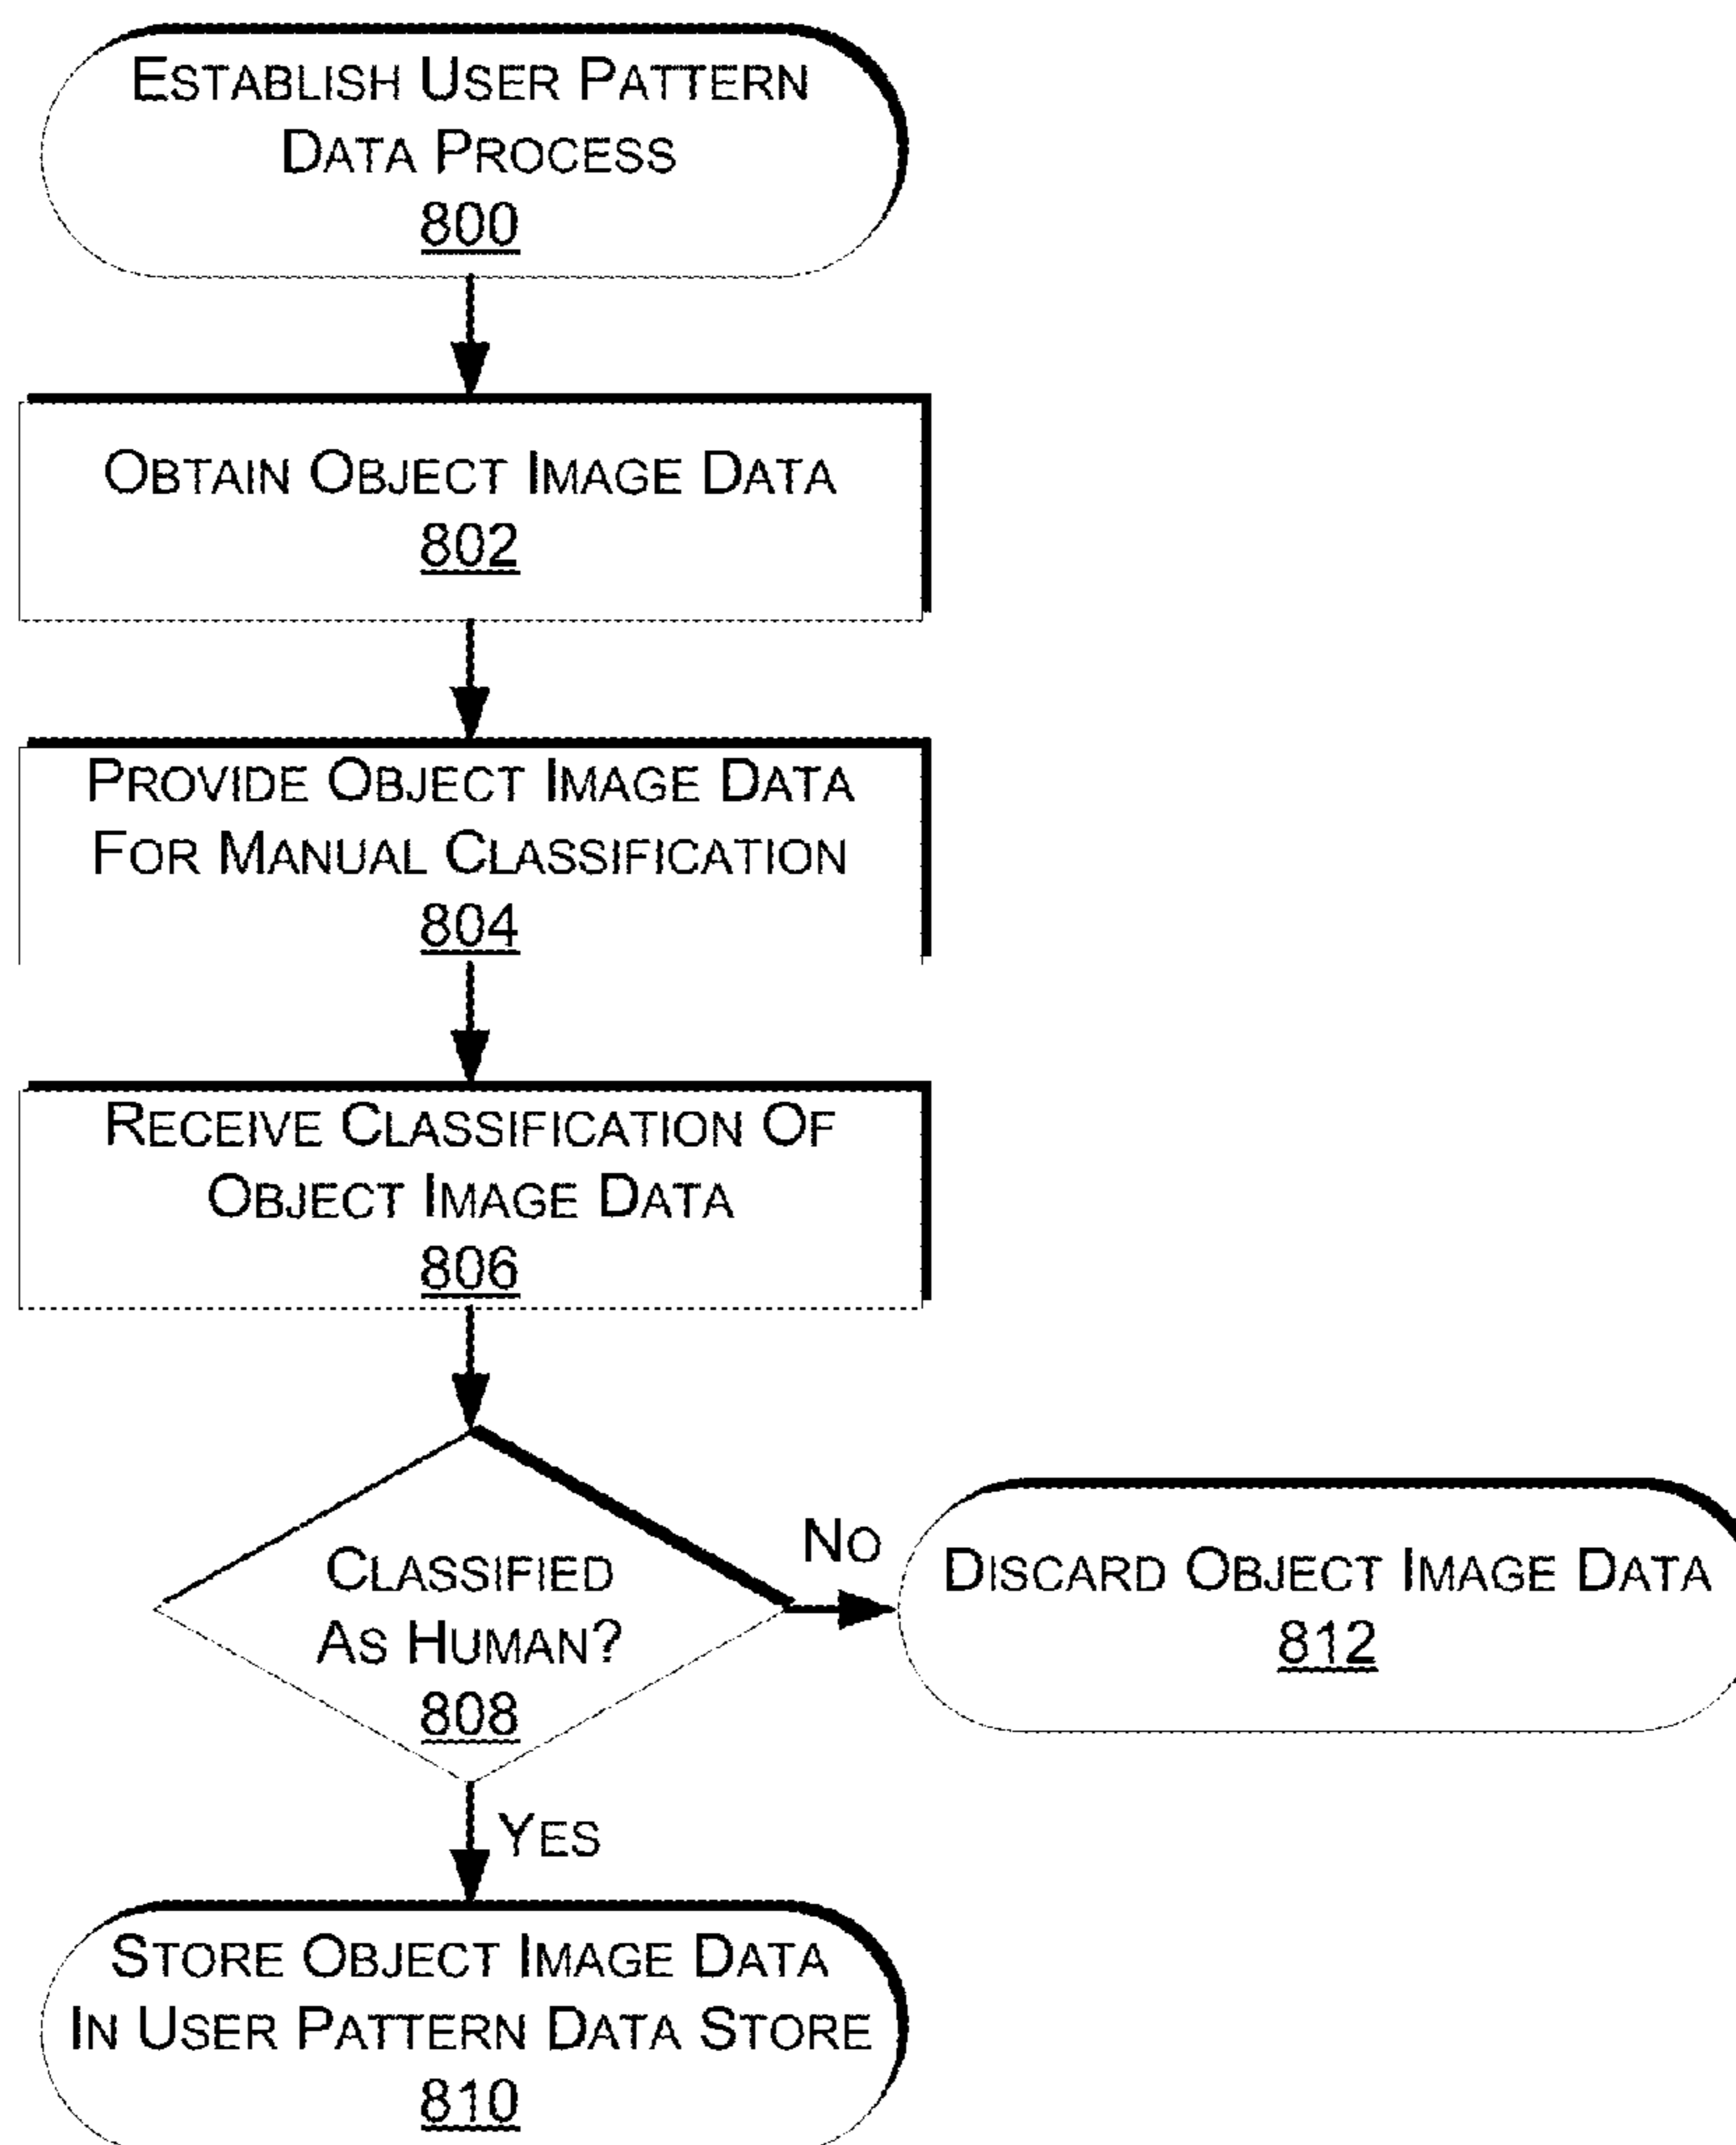 ESTABLISH USER PATTERN
DATA PROCESS
800
OBTAIN OBJECT IMAGE DATA
802
PROVIDE OBJECT IMAGE DATA
FOR MANUAL CLASSIFICATION
804
RECEIVE CLASSIFICATION OF
OBJECT IMAGE DATA
806
CLASSIFIED
AS HUMAN?
808
NO
DISCARD OBJECT IMAGE DATA
812
YES
STORE OBJECT IMAGE DATA
IN USER PATTERN DATA STORE
810